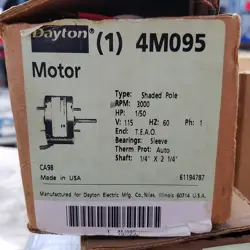 Dayton (1) 4M095
Motor
Type: Shaded Pole
RPM: 3000
HP: 1/50
V: 115 HZ: 60 Ph: 1
End: T.E.A.O.
Bearings: Sleeve
Therm Prot: Auto
Shaft: 1/4" X 2 1/4"
CA98
Made in USA
61194787
Manufactured for Dayton Electric Mfg. Co., Niles, Illinois 60714 U.S.A.